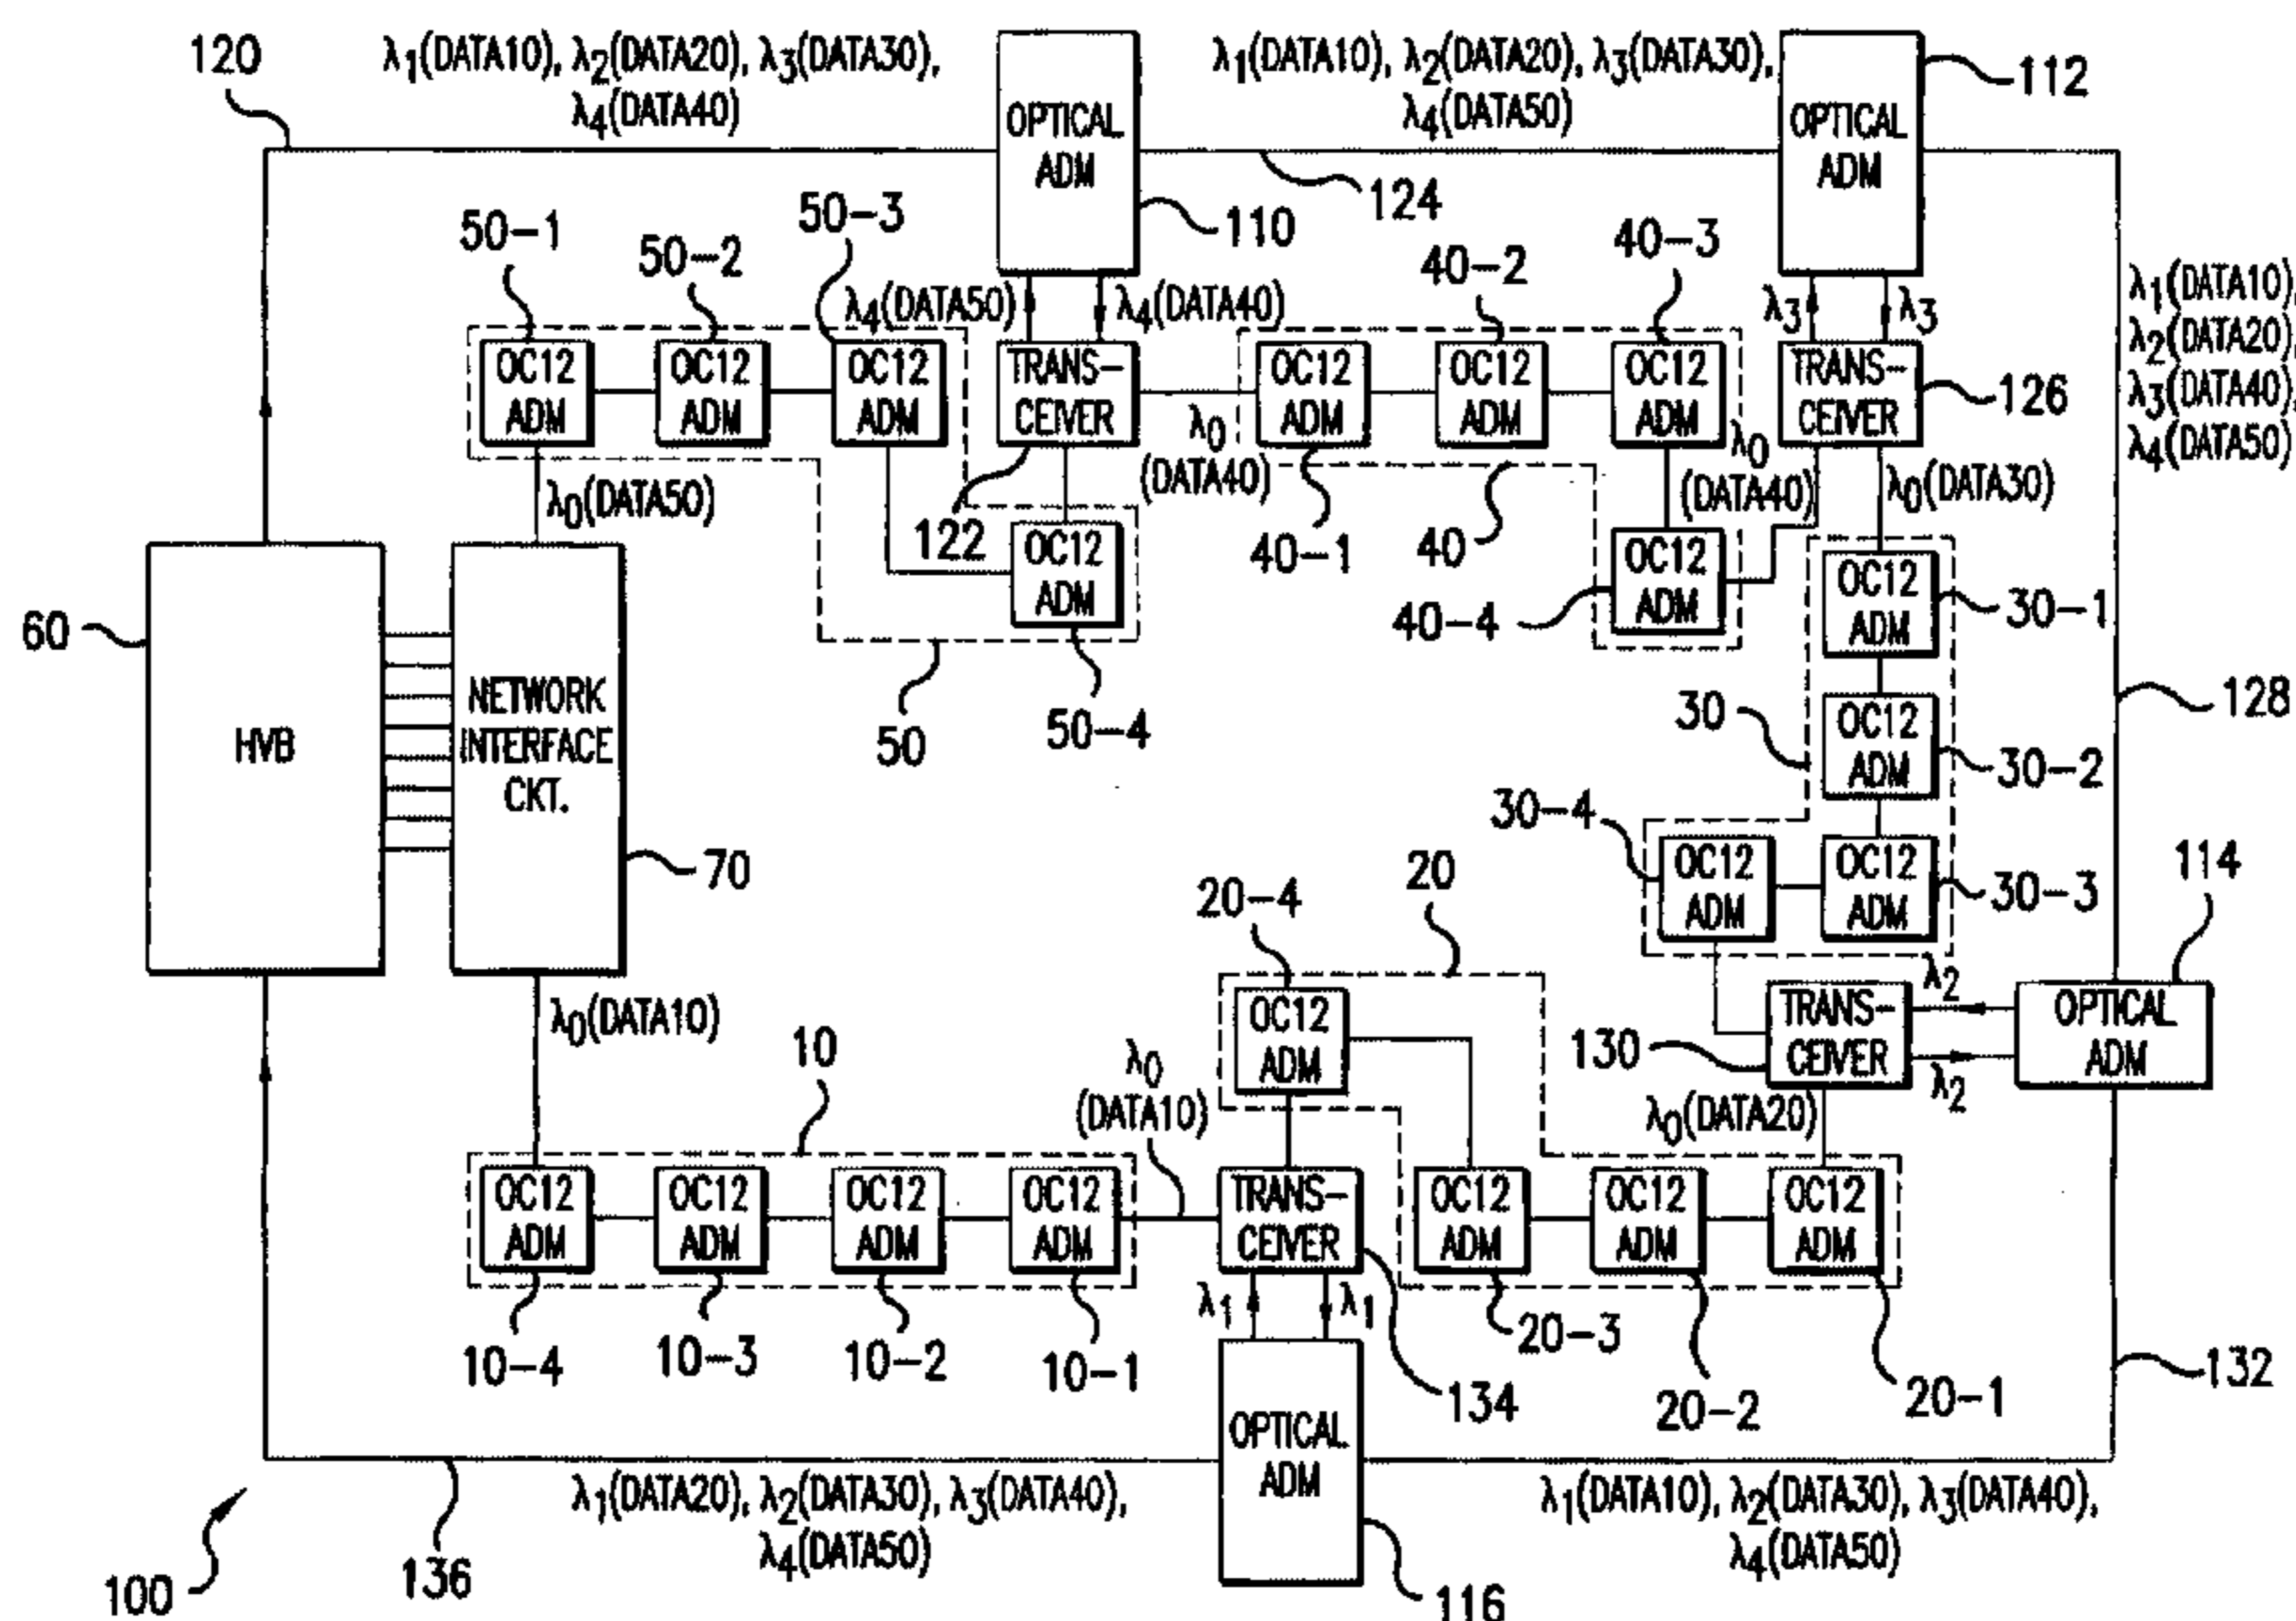 120
λ1(DATA10), λ2(DATA20), λ3(DATA30),
λ4(DATA40)
OPTICAL
ADM
110
λ1(DATA10), λ2(DATA20), λ3(DATA30),
λ4(DATA50)
124
OPTICAL
ADM
112
50-1
50-2
50-3
λ4(DATA50)
λ4(DATA40)
40-2
40-3
λ3
λ3
λ1(DATA10),
λ2(DATA20),
λ3(DATA40),
λ4(DATA50)
OC12
ADM
OC12
ADM
OC12
ADM
TRANS-
CEIVER
OC12
ADM
OC12
ADM
OC12
ADM
TRANS-
CEIVER
126
λ0(DATA50)
λ0
(DATA40)
λ0
(DATA40)
λ0(DATA30)
122
OC12
ADM
40-1
40
OC12
ADM
40-4
OC12
ADM
30-1
60
HVB
NETWORK
INTERFACE
CKT.
70
50
50-4
30
OC12
ADM
30-2
128
30-4
OC12
ADM
OC12
ADM
30-3
114
20-4
20
λ0(DATA10)
OC12
ADM
λ2
TRANS-
CEIVER
130
λ2
OPTICAL
ADM
10
λ0
(DATA10)
λ0(DATA20)
OC12
ADM
OC12
ADM
OC12
ADM
OC12
ADM
TRANS-
CEIVER
OC12
ADM
OC12
ADM
OC12
ADM
λ1
λ1
10-4
10-3
10-2
10-1
134
20-3
20-2
20-1
132
OPTICAL
ADM
λ1(DATA20), λ2(DATA30), λ3(DATA40),
λ4(DATA50)
λ1(DATA10), λ2(DATA30), λ3(DATA40),
λ4(DATA50)
100
136
116